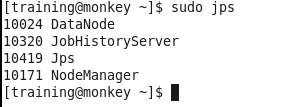 [training@monkey ~]$ sudo jps
10024 DataNode
10320 JobHistoryServer
10419 Jps
10171 NodeManager
[training@monkey ~]$